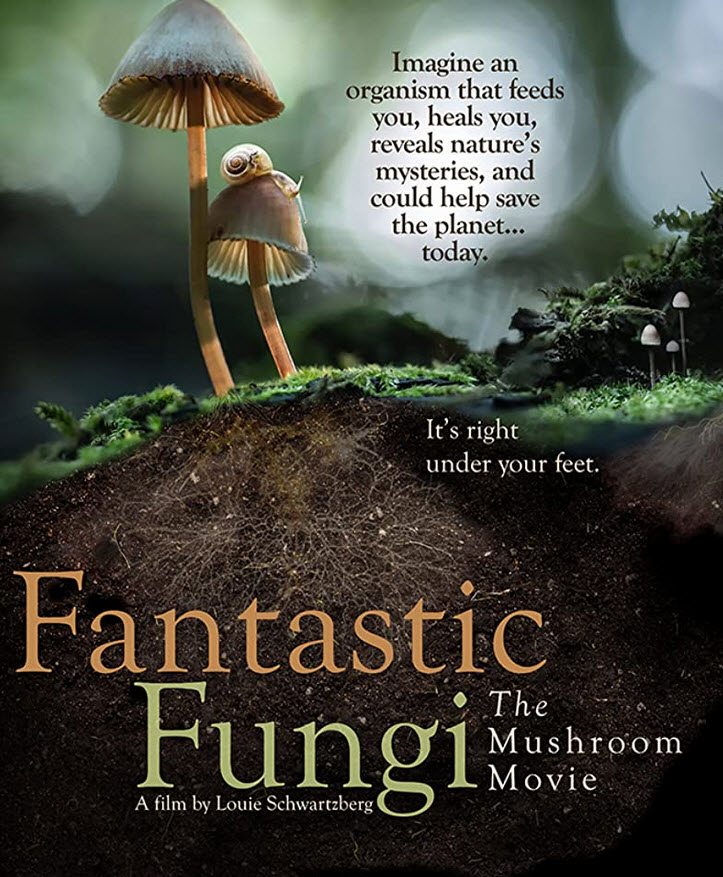 Imagine an
organism that feeds
you, heals you,
reveals nature's
mysteries, and
could help save
the planet...
today.
It's right
under your feet.
Fantastic
Fungi
The
Mushroom
Movie
A film by Louie Schwartzberg